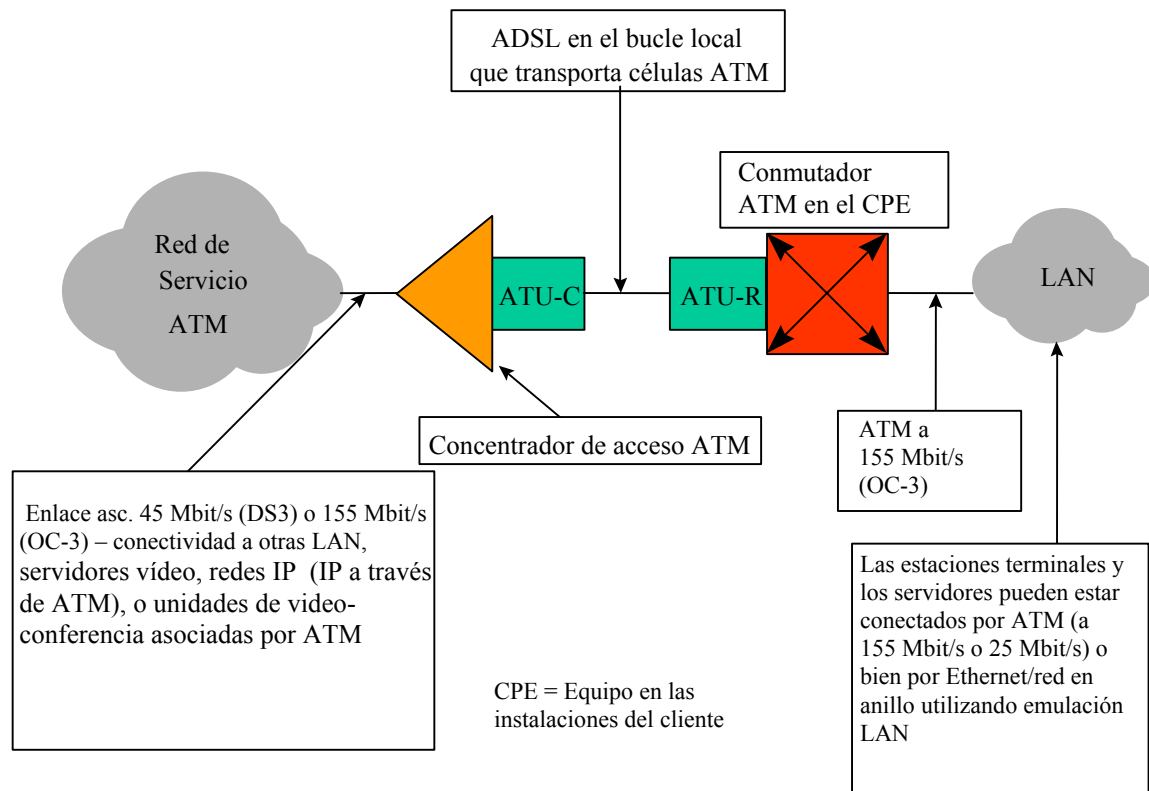 ADSL en el bucle local
que transporta células ATM
Conmutador
ATM en el CPE
Red de
Servicio
ATM
ATU-C
ATU-R
LAN
Concentrador de acceso ATM
ATM a
155 Mbit/s
(OC-3)
Enlace asc. 45 Mbit/s (DS3) o 155 Mbit/s
(OC-3) – conectividad a otras LAN,
servidores vídeo, redes IP (IP a través
de ATM), o unidades de video-
conferencia asociadas por ATM
Las estaciones terminales y
los servidores pueden estar
conectados por ATM (a
155 Mbit/s o 25 Mbit/s) o
bien por Ethernet/red en
anillo utilizando emulación
LAN
CPE = Equipo en las
instalaciones del cliente